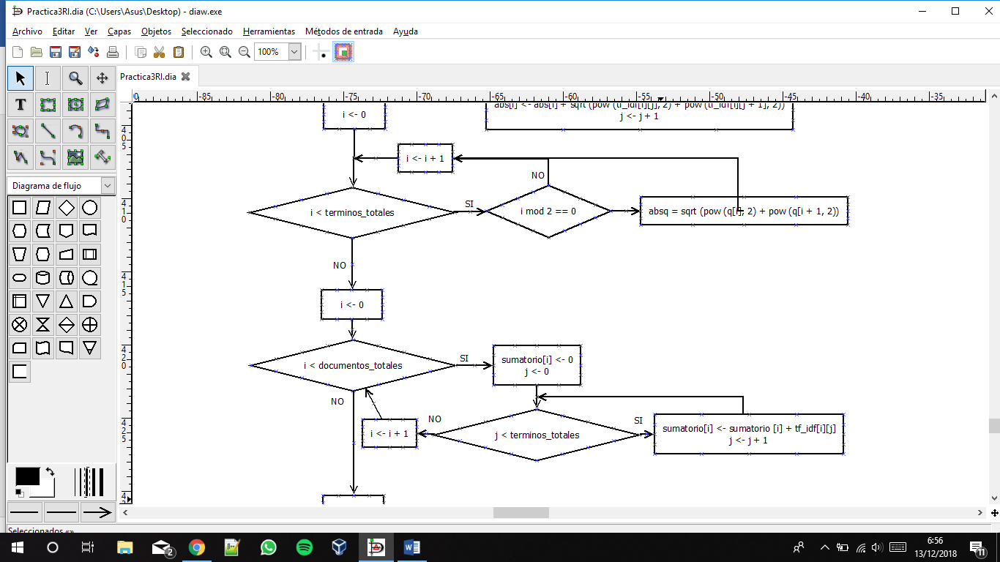 Practica3RI.dia (C:\Users\Asus\Desktop) - diaw.exe
Archivo Editar Ver Capas Objetos Seleccionado Herramientas Métodos de entrada Ayuda
100%
Practica3RI.dia
0 -85 -80 -75 -70 -65 -60 -55 -50 -45 -40 -35
T
Diagrama de flujo
405
410
415
420
425
abs[i] <- abs[i] + sqrt (pow (tf_idf[i][j], 2) + pow (tf_idf[i][j + 1], 2))
j <- j + 1
i <- 0
i <- i + 1
NO
i < terminos_totales
SI
i mod 2 == 0
absq = sqrt (pow (q[i], 2) + pow (q[i + 1, 2))
NO
i <- 0
i < documentos_totales
SI
sumatorio[i] <- 0
j <- 0
NO
i <- i + 1
NO
j < terminos_totales
SI
sumatorio[i] <- sumatorio [i] + tf_idf[i][j]
j <- j + 1
Seleccionados
2
6:56
13/12/2018
11